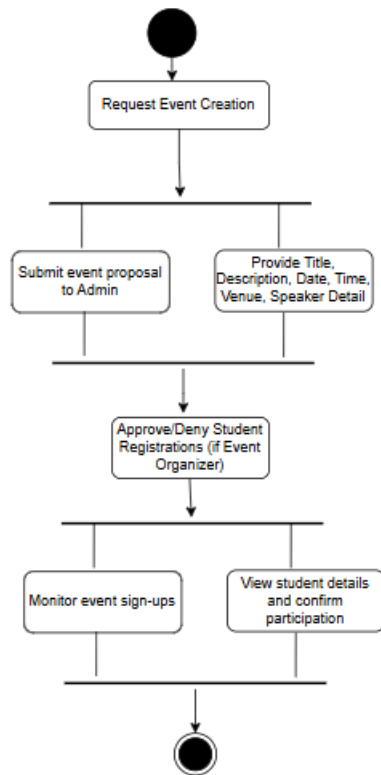 Request Event Creation
Submit event proposal
to Admin
Provide Title,
Description, Date, Time,
Venue, Speaker Detail
Approve/Deny Student
Registrations (if Event
Organizer)
Monitor event sign-ups
View student details
and confirm
participation